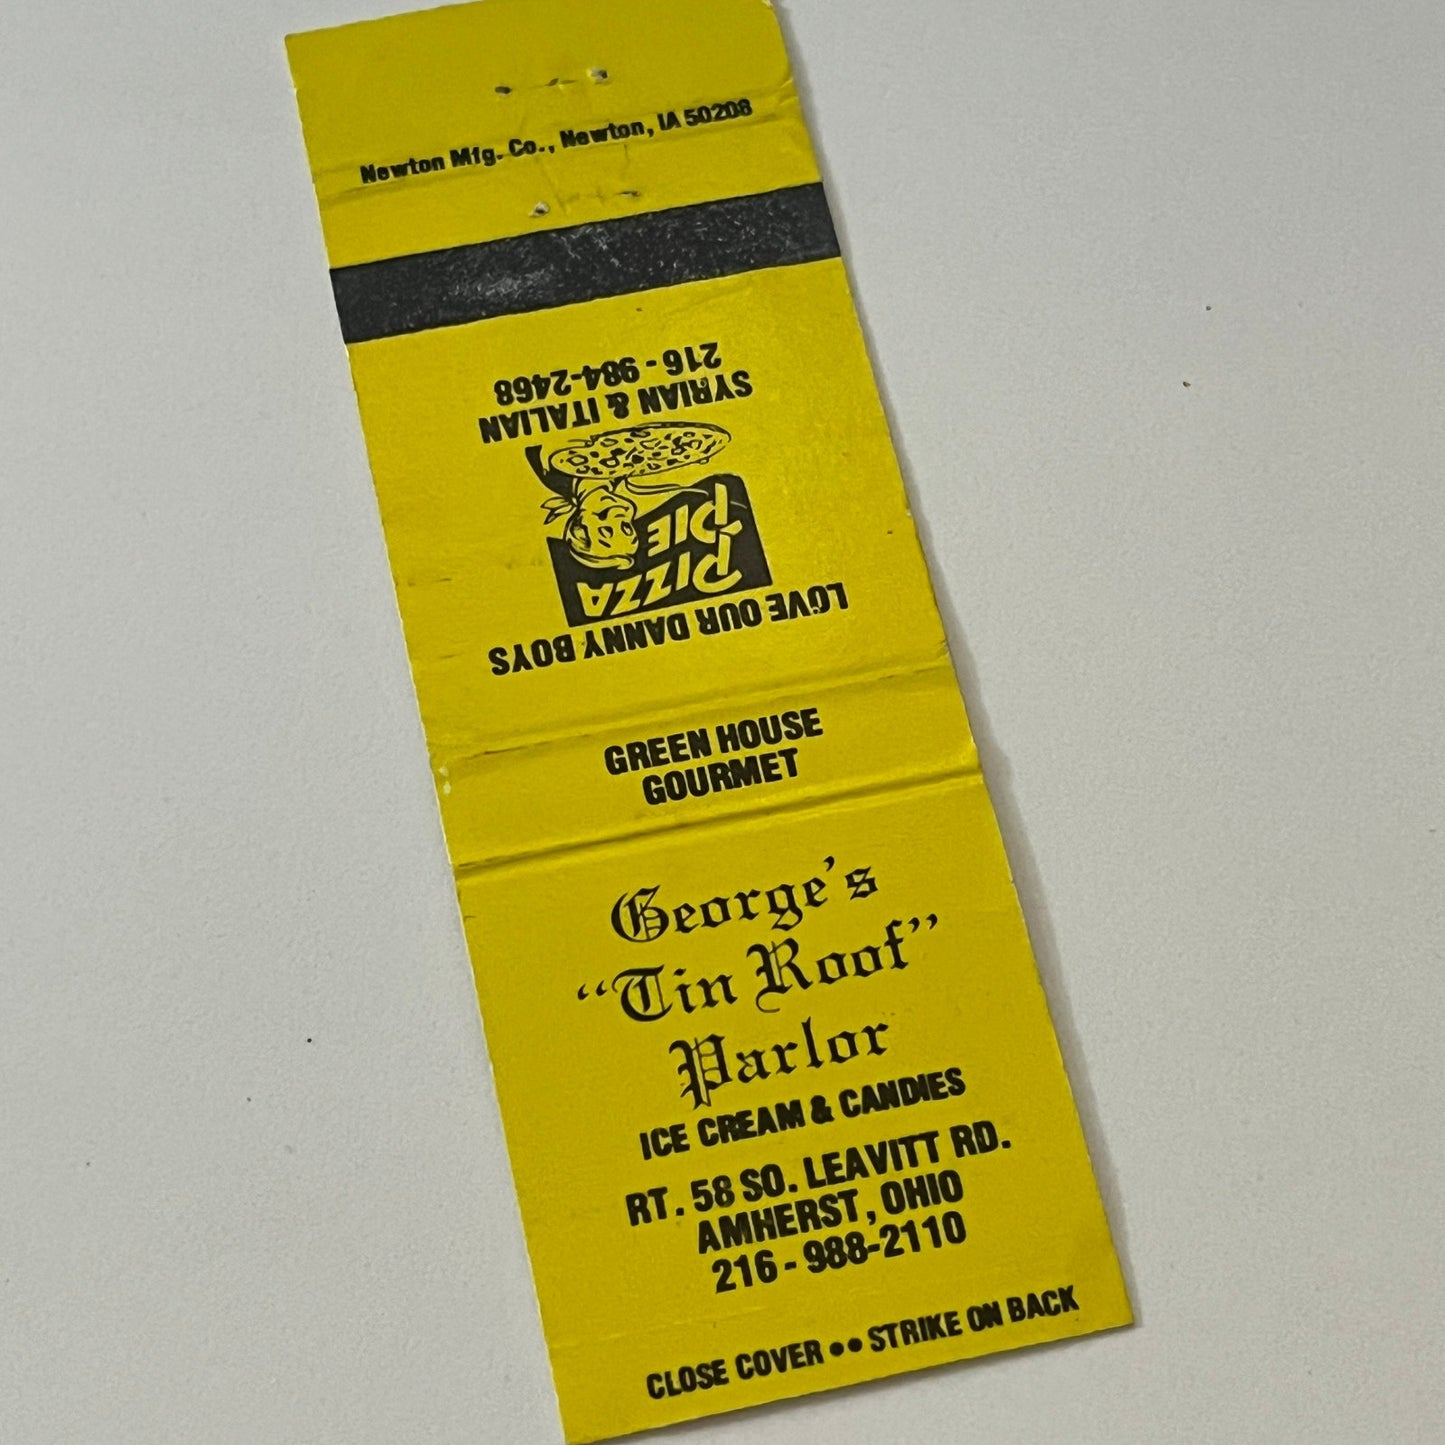 Newton Mfg. Co., Newton, IA 50208
LOVE OUR DANNY BOYS
PIZZA
PIE
SYRIAN & ITALIAN
216 - 984-2468
GREEN HOUSE
GOURMET
George's
"Tin Roof"
Parlor
ICE CREAM & CANDIES
RT. 58 SO. LEAVITT RD.
AMHERST, OHIO
216 - 988-2110
CLOSE COVER •• STRIKE ON BACK